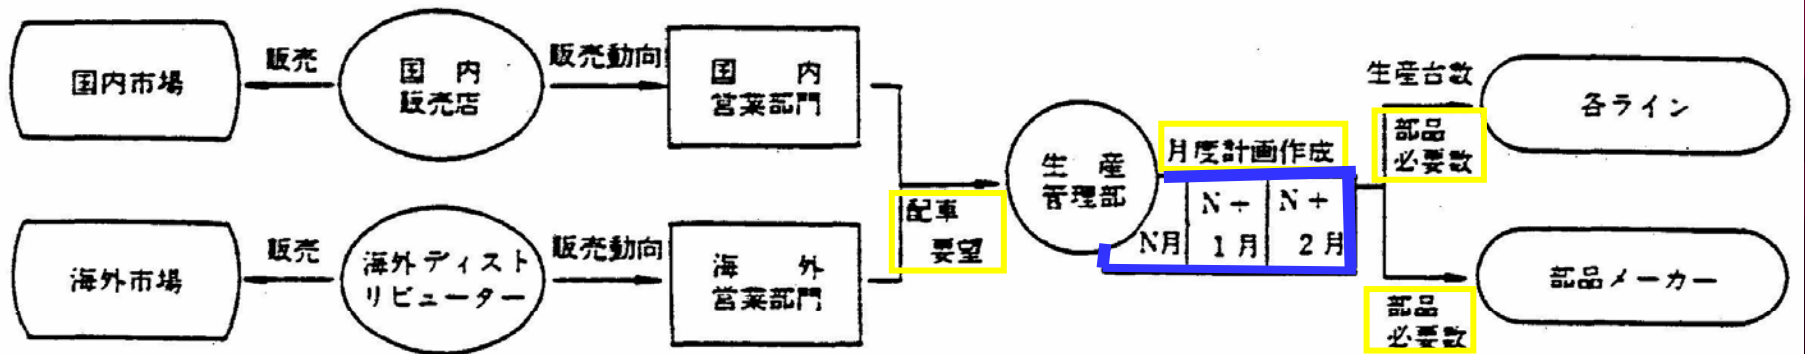 国内市場
販売
国内
販売店
販売動向
国内
営業部門
海外市場
販売
海外ディスト
リビューター
販売動向
海外
営業部門
配車
要望
生産
管理部
月度計画作成
N月
N+
1月
N+
2月
生産台数
部品
必要数
各ライン
部品
必要数
部品メーカー